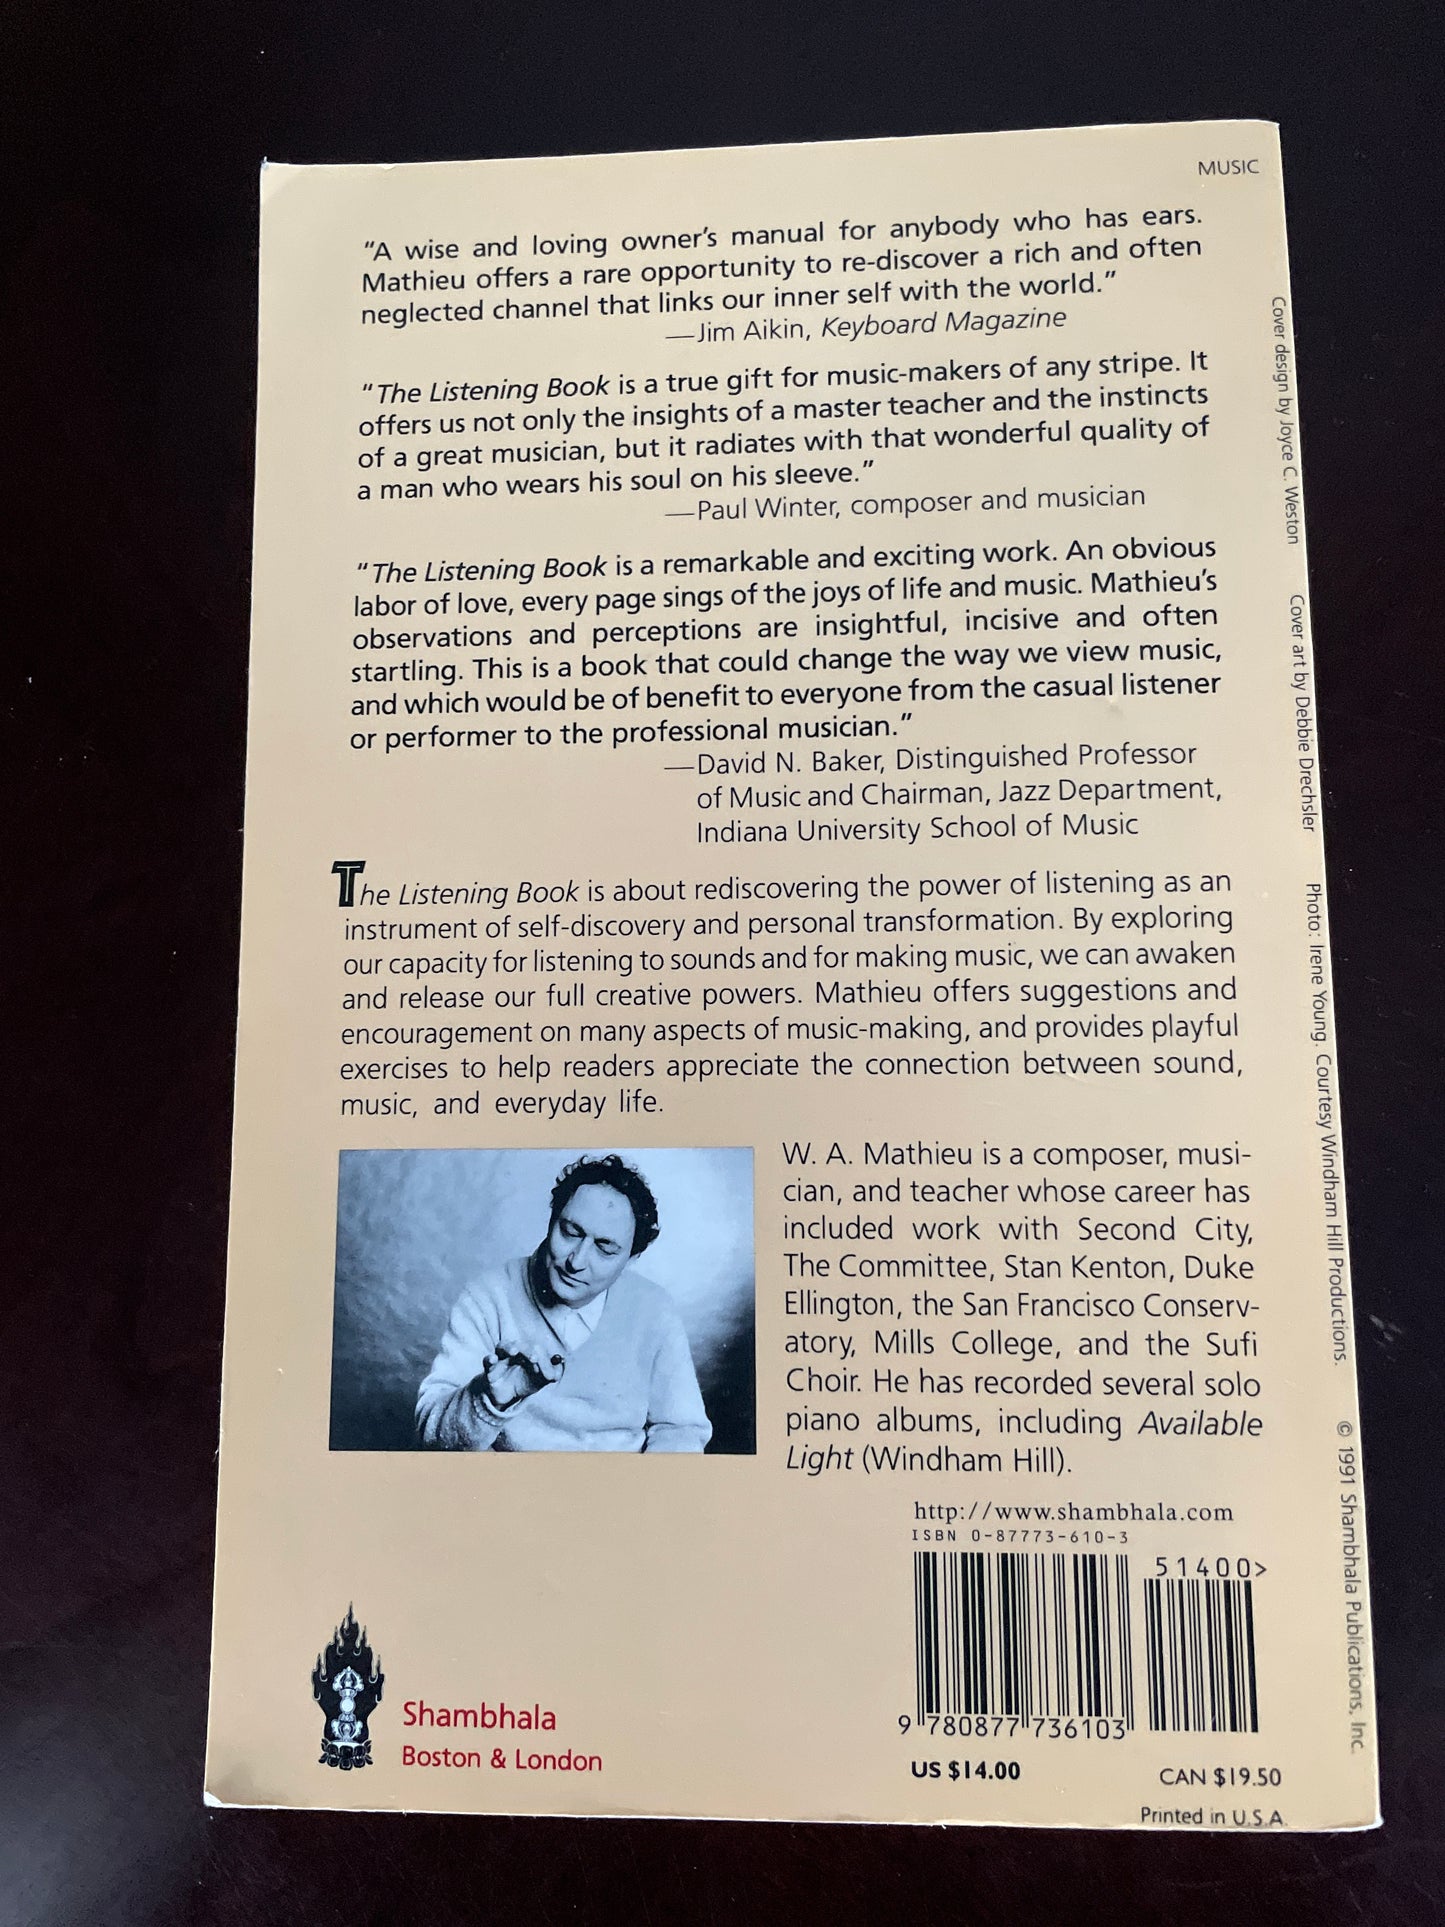 MUSIC
“A wise and loving owner’s manual for anybody who has ears.
Mathieu offers a rare opportunity to re-discover a rich and often
neglected channel that links our inner self with the world.”
—Jim Aikin, Keyboard Magazine
“The Listening Book is a true gift for music-makers of any stripe. It
offers us not only the insights of a master teacher and the instincts
of a great musician, but it radiates with that wonderful quality of
a man who wears his soul on his sleeve.”
—Paul Winter, composer and musician
“The Listening Book is a remarkable and exciting work. An obvious
labor of love, every page sings of the joys of life and music. Mathieu’s
observations and perceptions are insightful, incisive and often
startling. This is a book that could change the way we view music,
and which would be of benefit to everyone from the casual listener
or performer to the professional musician.”
—David N. Baker, Distinguished Professor
of Music and Chairman, Jazz Department,
Indiana University School of Music
The Listening Book is about rediscovering the power of listening as an
instrument of self-discovery and personal transformation. By exploring
our capacity for listening to sounds and for making music, we can awaken
and release our full creative powers. Mathieu offers suggestions and
encouragement on many aspects of music-making, and provides playful
exercises to help readers appreciate the connection between sound,
music, and everyday life.
W. A. Mathieu is a composer, musi-
cian, and teacher whose career has
included work with Second City,
The Committee, Stan Kenton, Duke
Ellington, the San Francisco Conserv-
atory, Mills College, and the Sufi
Choir. He has recorded several solo
piano albums, including Available
Light (Windham Hill).
http://www.shambhala.com
ISBN 0-87773-610-3
51400>
9 780877 736103
US $14.00
CAN $19.50
Printed in U.S.A.
Shambhala
Boston & London
Cover design by Joyce C. Weston Cover art by Debbie Drechsler Photo: Irene Young. Courtesy Windham Hill Productions. © 1991 Shambhala Publications, Inc.